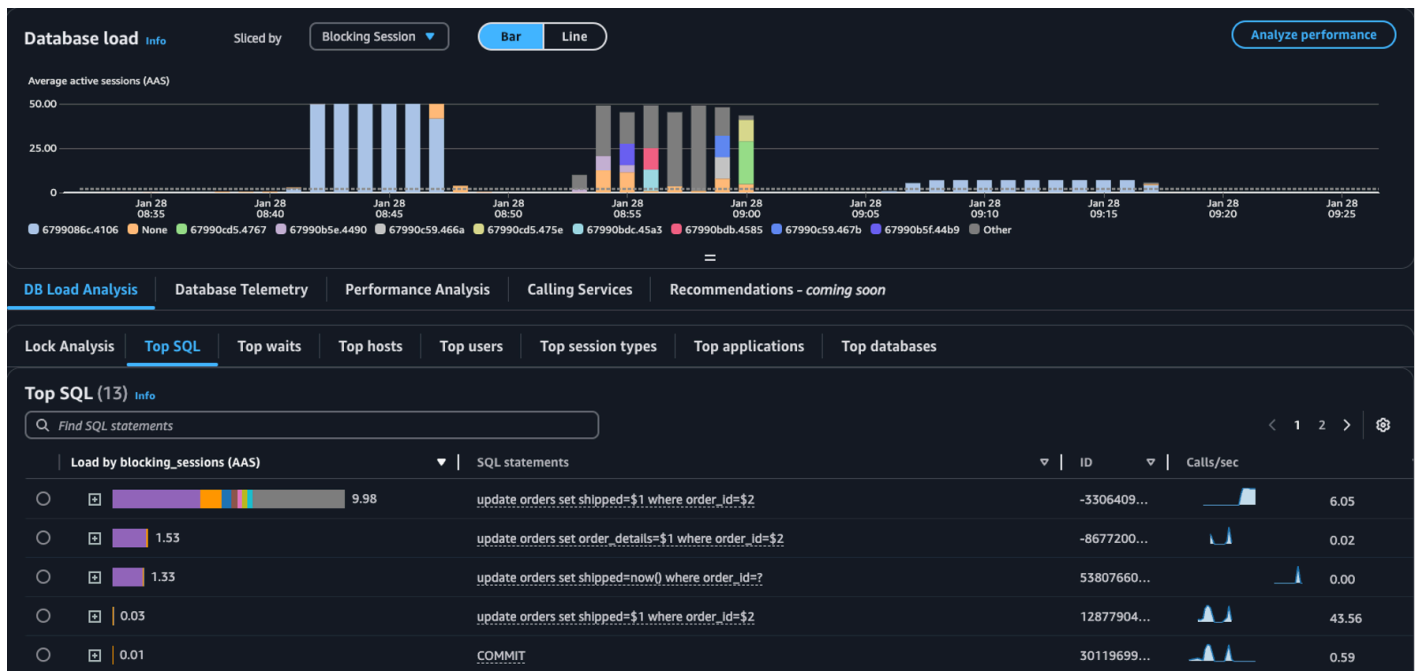 Database load Info Sliced by Blocking Session Bar Line Analyze performance
Average active sessions (AAS)
50.00
25.00
0
Jan 28 Jan 28 Jan 28 Jan 28 Jan 28 Jan 28 Jan 28 Jan 28 Jan 28 Jan 28 Jan 28
08:35 08:40 08:45 08:50 08:55 09:00 09:05 09:10 09:15 09:20 09:25
6799086c.4106 None 67990cd5.4767 67990b5e.4490 67990c59.466a 67990cd5.475e 67990bdc.45a3 67990bdb.4585 67990c59.467b 67990b5f.44b9 Other
DB Load Analysis Database Telemetry Performance Analysis Calling Services Recommendations - coming soon
Lock Analysis Top SQL Top waits Top hosts Top users Top session types Top applications Top databases
Top SQL (13) Info
Find SQL statements 1 2
Load by blocking_sessions (AAS) SQL statements ID Calls/sec
9.98 update orders set shipped=$1 where order_id=$2 -3306409... 6.05
1.53 update orders set order_details=$1 where order_id=$2 -8677200... 0.02
1.33 update orders set shipped=now() where order_id=? 53807660... 0.00
0.03 update orders set shipped=$1 where order_id=$2 12877904... 43.56
0.01 COMMIT 30119699... 0.59